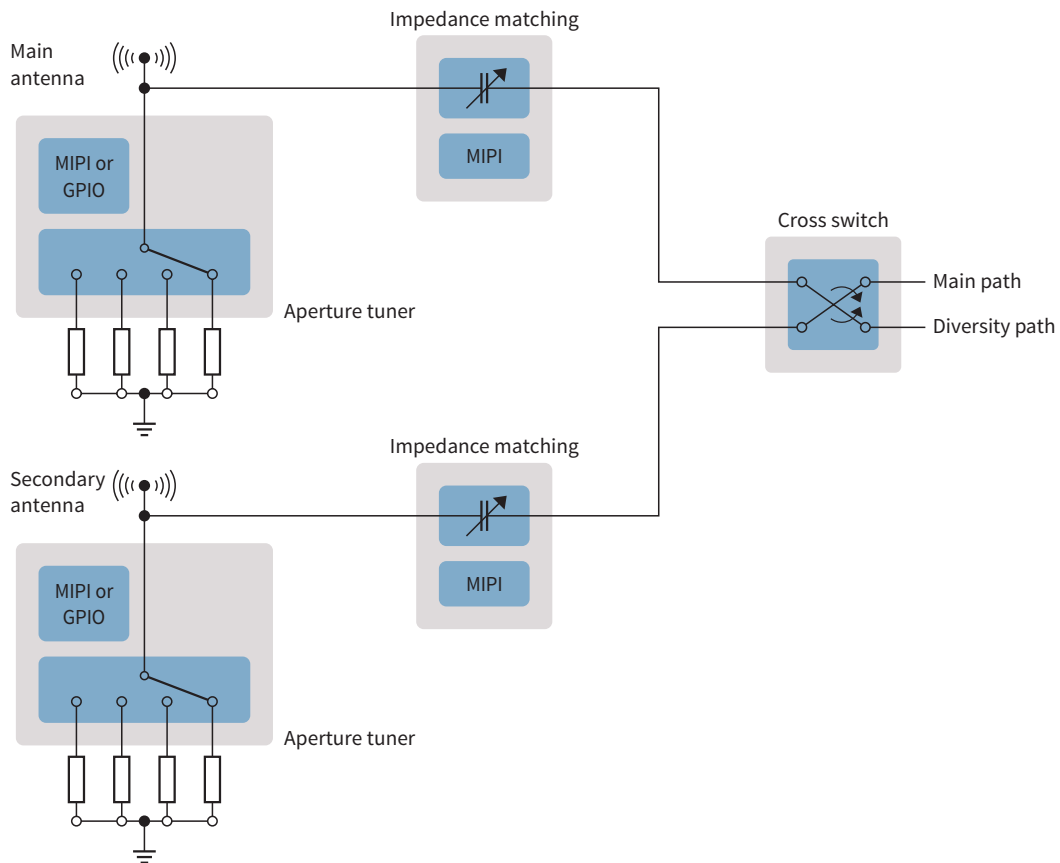 Impedance matching
Main
antenna
MIPI or
GPIO
MIPI
Aperture tuner
Cross switch
Main path
Diversity path
Impedance matching
Secondary
antenna
MIPI or
GPIO
MIPI
Aperture tuner